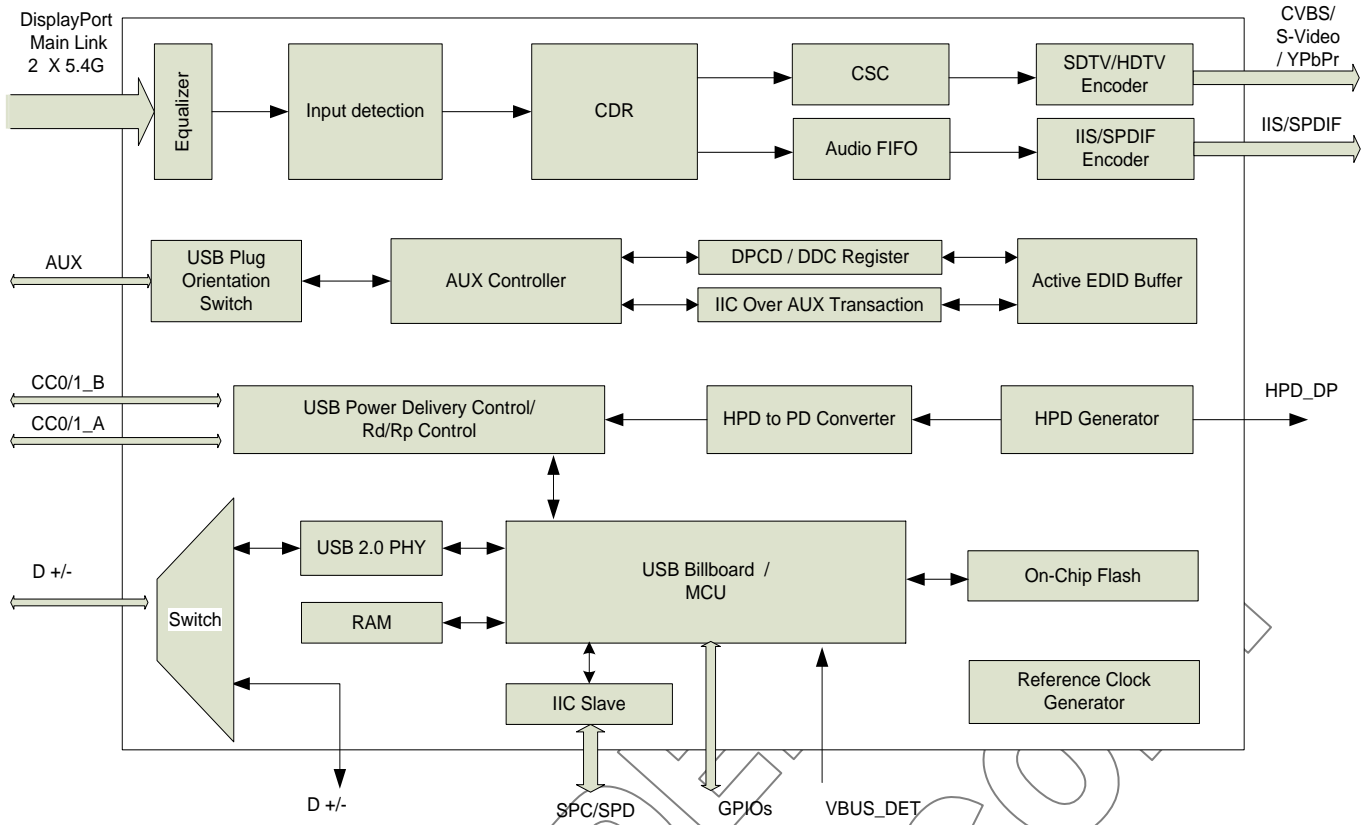 DisplayPort
Main Link
2 X 5.4G
Equalizer
Input detection
CDR
CSC
Audio FIFO
SDTV/HDTV
Encoder
IIS/SPDIF
Encoder
CVBS/
S-Video
/ YPbPr
IIS/SPDIF
AUX
USB Plug
Orientation
Switch
AUX Controller
DPCD / DDC Register
IIC Over AUX Transaction
Active EDID Buffer
CC0/1_B
CC0/1_A
USB Power Delivery Control/
Rd/Rp Control
HPD to PD Converter
HPD Generator
HPD_DP
D +/-
Switch
USB 2.0 PHY
RAM
USB Billboard /
MCU
On-Chip Flash
IIC Slave
Reference Clock
Generator
D +/-
SPC/SPD
GPIOs
VBUS_DET